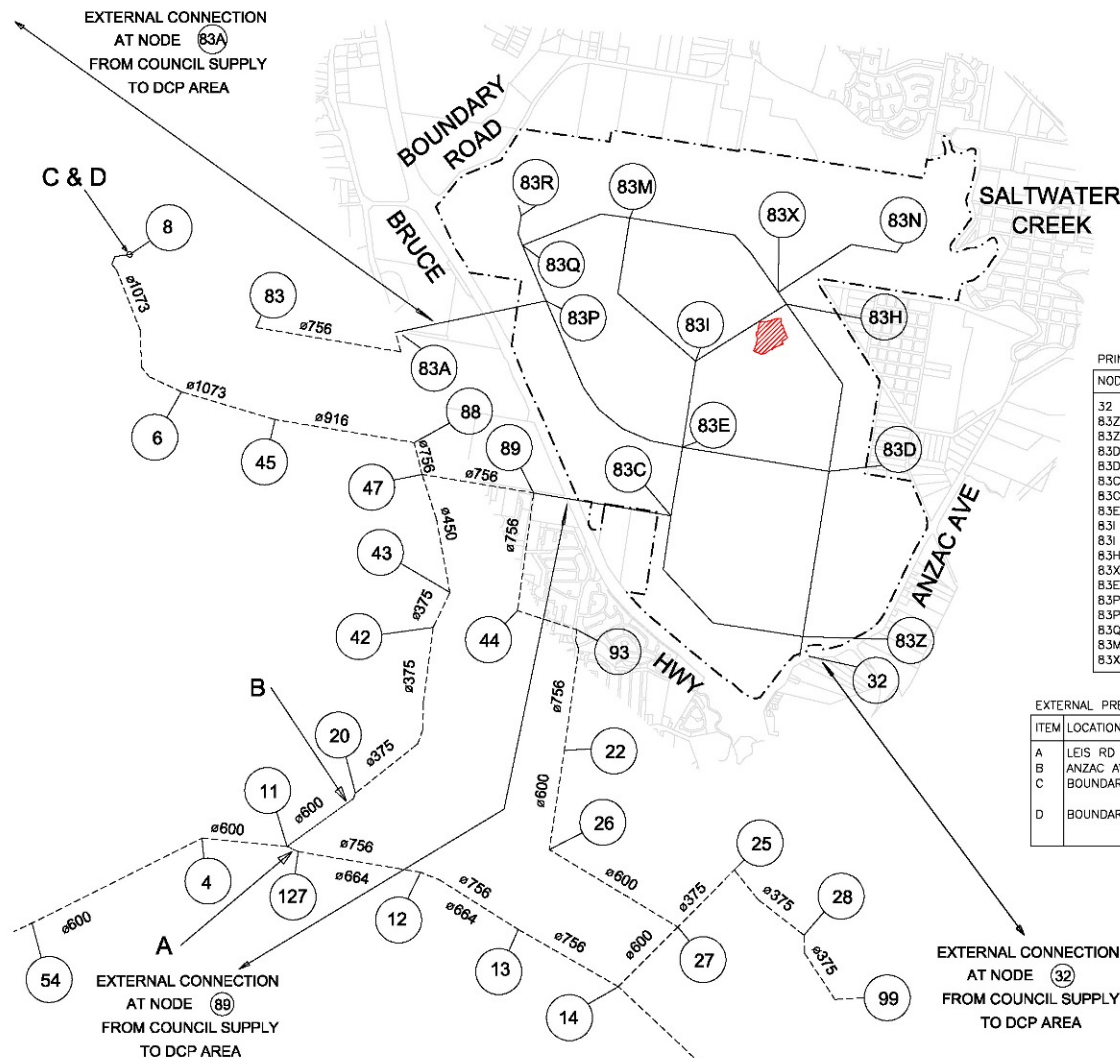 EXTERNAL CONNECTION
AT NODE 83A
FROM COUNCIL SUPPLY
TO DCP AREA
BOUNDARY
ROAD
C & D
8
BRUCE
83R
83M
83X
83N
SALTWATER
CREEK
83Q
83P
83I
83H
ø1073
83
ø756
83A
ø1073
6
45
ø916
88
ø756
47
ø756
89
83C
83E
83D
ø450
ø756
43
ø375
42
44
93
HWY
ANZAC AVE
83Z
32
ø375
B
20
ø375
ø756
22
ø600
11
ø600
ø600
4
ø600
54
127
ø756
ø664
12
ø756
ø664
13
ø756
14
26
ø600
27
ø600
ø375
25
ø375
28
ø375
99
A
EXTERNAL CONNECTION
AT NODE 89
FROM COUNCIL SUPPLY
TO DCP AREA
EXTERNAL CONNECTION
AT NODE 32
FROM COUNCIL SUPPLY
TO DCP AREA
PRIN
NOD
32
83Z
83Z
83D
83D
83C
83C
83E
83I
83I
83H
83X
83E
83P
83P
83Q
83M
83X
EXTERNAL PRE
ITEM LOCATION
A LEIS RD
B ANZAC A
C BOUNDAR
D BOUNDAR